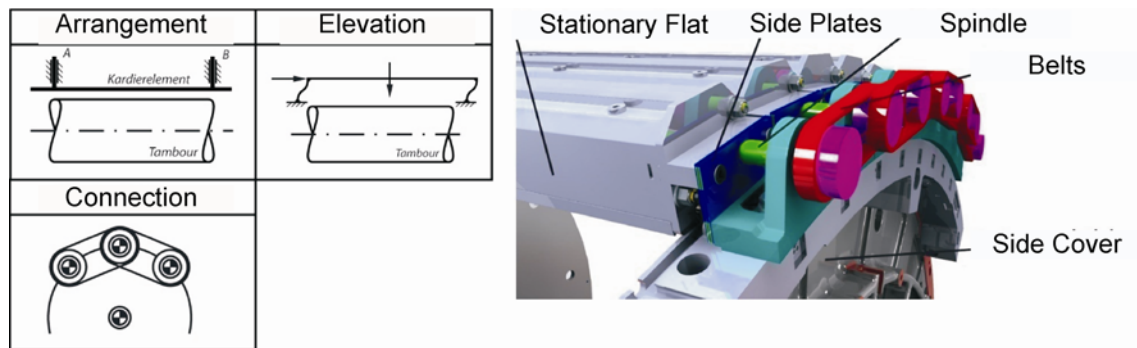 Arrangement
Elevation
A
B
Kardierelement
Tambour
Tambour
Connection
Stationary Flat
Side Plates
Spindle
Belts
Side Cover